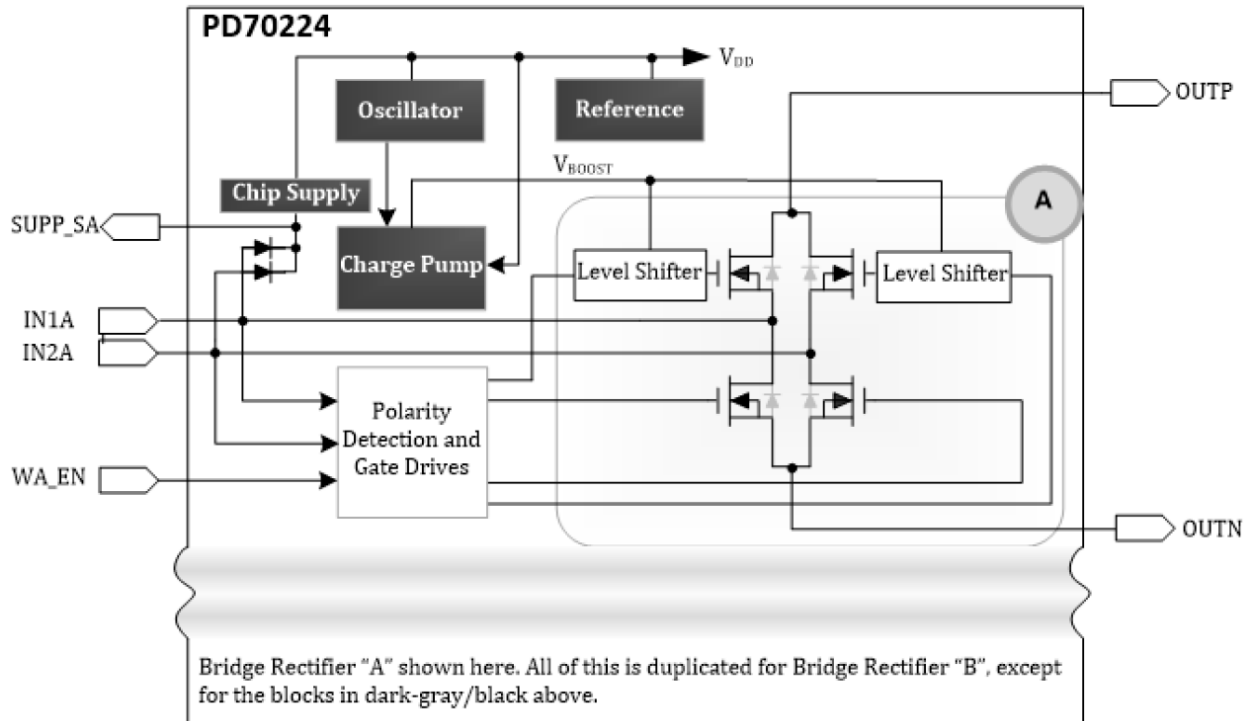 PD70224
VDD
Oscillator
Reference
OUTP
VBOOST
Chip Supply
A
SUPP_SA
Charge Pump
Level Shifter
Level Shifter
IN1A
IN2A
Polarity
Detection and
Gate Drives
WA_EN
OUTN
Bridge Rectifier “A” shown here. All of this is duplicated for Bridge Rectifier “B”, except
for the blocks in dark-gray/black above.